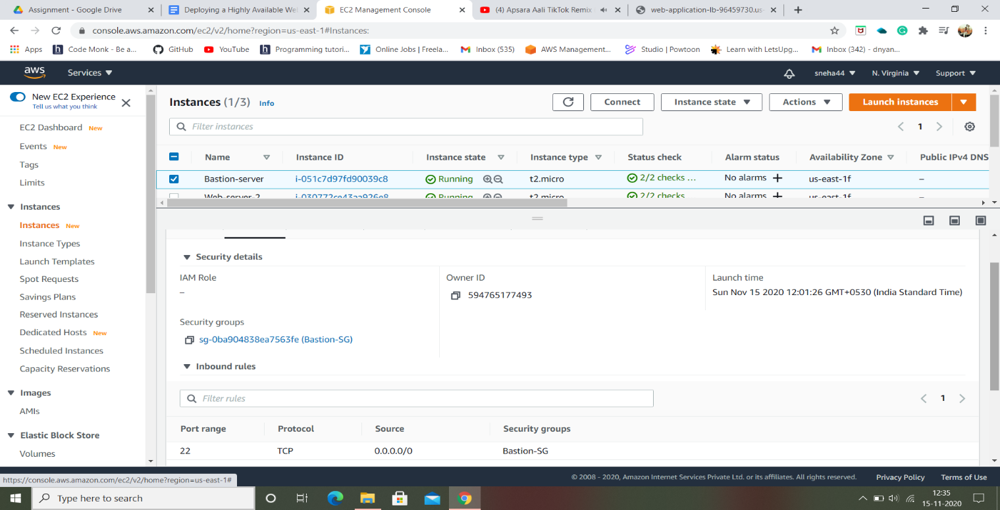 Assignment - Google Drive
Deploying a Highly Available We
EC2 Management Console
(4) Apsara Aali TikTok Remix
web-application-lb-96459730.us-
console.aws.amazon.com/ec2/v2/home?region=us-east-1#Instances:
Apps
Code Monk - Be a...
GitHub
YouTube
Programming tutori...
Online Jobs | Freela...
Inbox (535)
AWS Management...
Studio | Powtoon
Learn with LetsUpg...
Inbox (342) - dnyan...
aws
Services
sneha44
N. Virginia
Support
New EC2 Experience
Tell us what you think
EC2 Dashboard New
Events New
Tags
Limits
Instances
Instances New
Instance Types
Launch Templates
Spot Requests
Savings Plans
Reserved Instances
Dedicated Hosts New
Scheduled Instances
Capacity Reservations
Images
AMIs
Elastic Block Store
Volumes
Instances (1/3) Info
Connect
Instance state
Actions
Launch instances
Filter instances
1
Name Instance ID Instance state Instance type Status check Alarm status Availability Zone Public IPv4 DNS
Bastion-server i-051c7d97fd90039c8 Running t2.micro 2/2 checks ... No alarms + us-east-1f –
Web-server-2 i-030772ce43aa926e8 Running t2.micro 2/2 checks No alarms + us-east-1f –
Security details
IAM Role
–
Owner ID
594765177493
Launch time
Sun Nov 15 2020 12:01:26 GMT+0530 (India Standard Time)
Security groups
sg-0ba904838ea7563fe (Bastion-SG)
Inbound rules
Filter rules
1
Port range Protocol Source Security groups
22 TCP 0.0.0.0/0 Bastion-SG
https://console.aws.amazon.com/ec2/v2/home?region=us-east-1#
© 2008 - 2020, Amazon Internet Services Private Ltd. or its affiliates. All rights reserved.
Privacy Policy
Terms of Use
Type here to search
12:35
15-11-2020